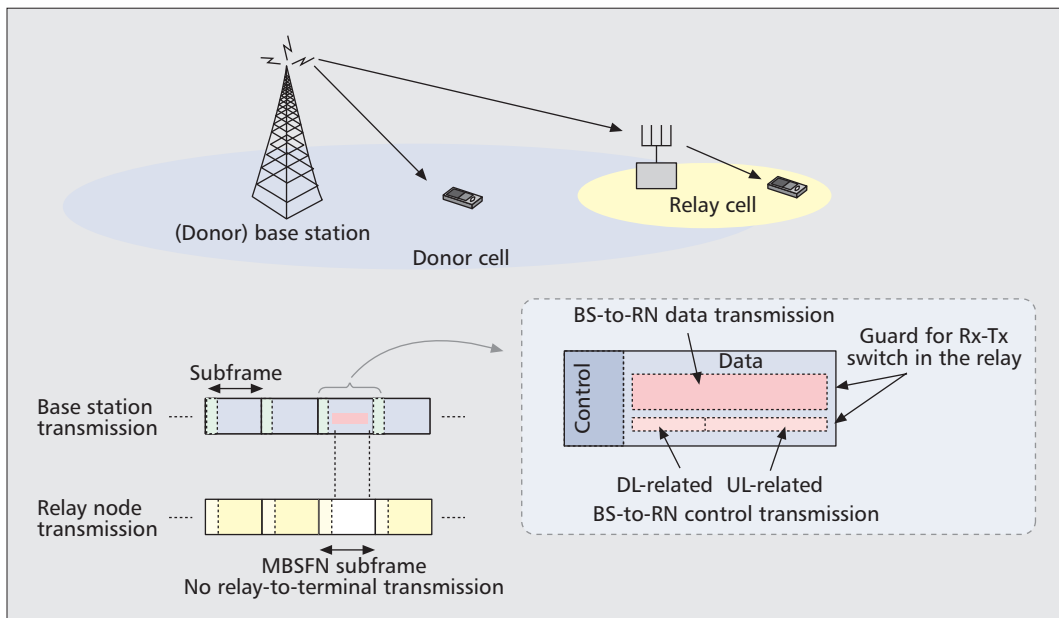 (Donor) base station
Donor cell
Relay cell
Subframe
Base station
transmission
Relay node
transmission
MBSFN subframe
No relay-to-terminal transmission
BS-to-RN data transmission
Guard for Rx-Tx
switch in the relay
Control
Data
DL-related UL-related
BS-to-RN control transmission